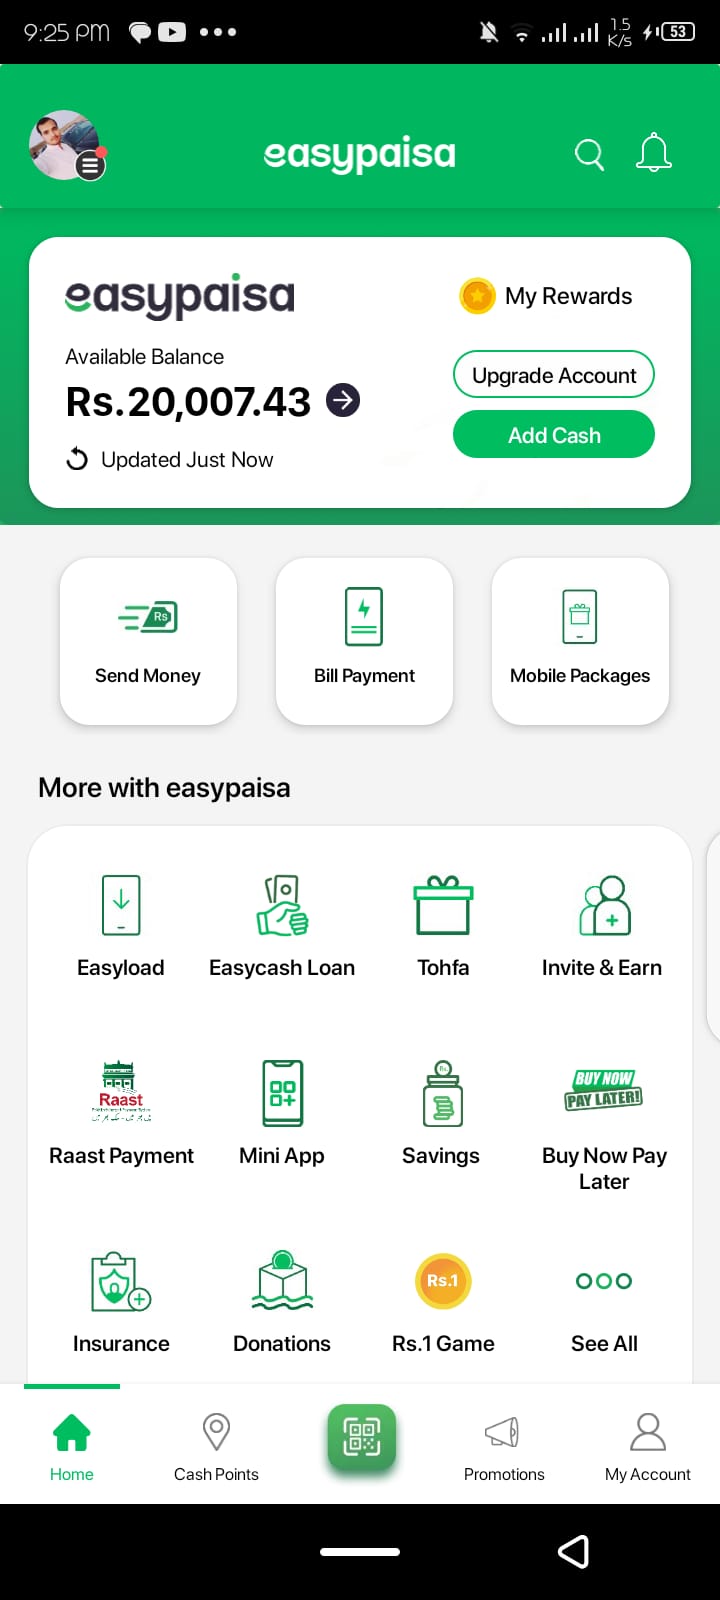 9:25 PM
1.5
K/s
53
easypaisa
easypaisa
My Rewards
Available Balance
Rs.20,007.43
Upgrade Account
Add Cash
Updated Just Now
Rs
Send Money
Bill Payment
Mobile Packages
More with easypaisa
Easyload
Easycash Loan
Tohfa
Invite & Earn
Raast
BUY NOW
PAY LATER!
Raast Payment
Mini App
Savings
Buy Now Pay
Later
Rs.1
Insurance
Donations
Rs.1 Game
See All
Home
Cash Points
Promotions
My Account